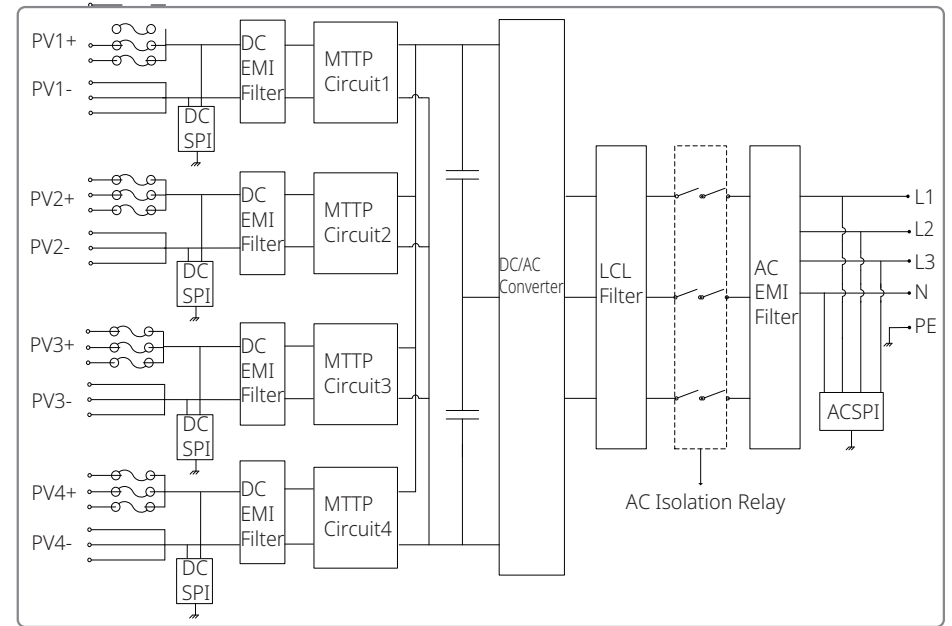 PV1+
PV1-
DC
EMI
Filter
MTTP
Circuit1
DC
SPI
PV2+
PV2-
DC
EMI
Filter
MTTP
Circuit2
DC
SPI
PV3+
PV3-
DC
EMI
Filter
MTTP
Circuit3
DC
SPI
PV4+
PV4-
DC
EMI
Filter
MTTP
Circuit4
DC
SPI
DC/AC
Converter
LCL
Filter
AC Isolation Relay
AC
EMI
Filter
L1
L2
L3
N
PE
ACSPI